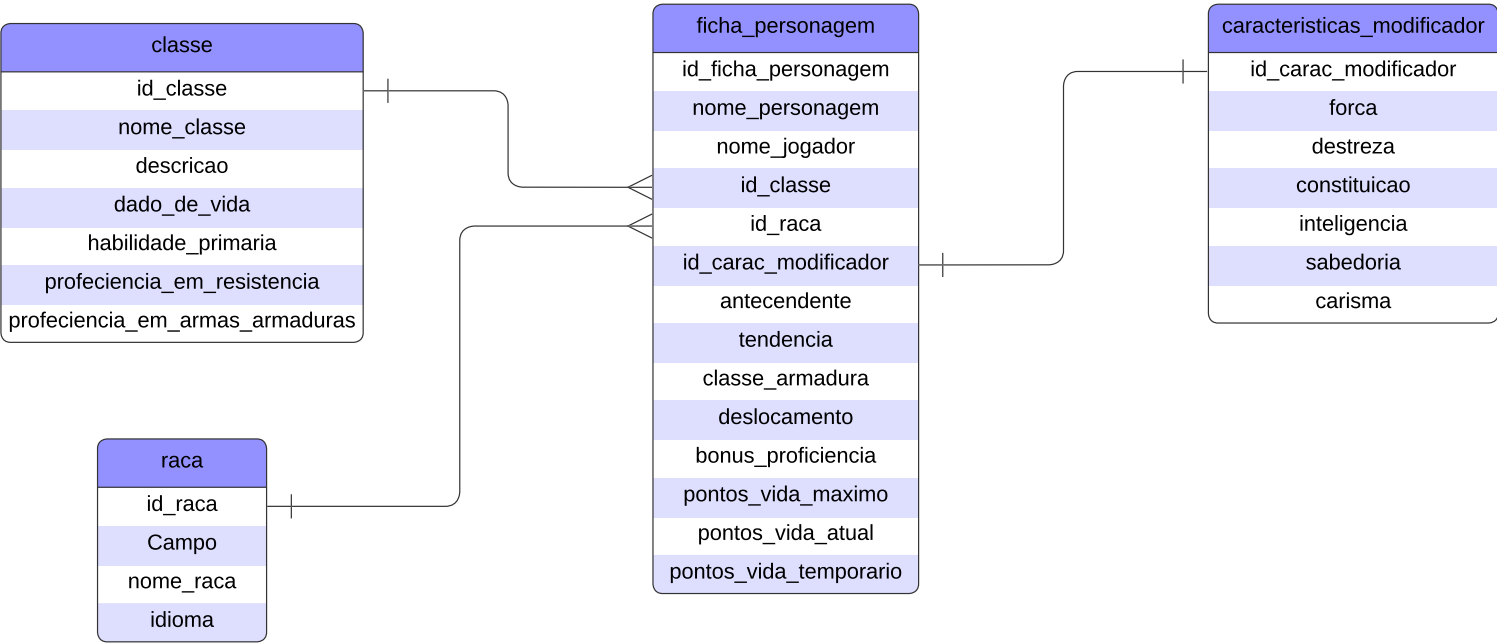 classe
id_classe
nome_classe
descricao
dado_de_vida
habilidade_primaria
profeciencia_em_resistencia
profeciencia_em_armas_armaduras
raca
id_raca
Campo
nome_raca
idioma
ficha_personagem
id_ficha_personagem
nome_personagem
nome_jogador
id_classe
id_raca
id_carac_modificador
antecendente
tendencia
classe_armadura
deslocamento
bonus_proficiencia
pontos_vida_maximo
pontos_vida_atual
pontos_vida_temporario
caracteristicas_modificador
id_carac_modificador
forca
destreza
constituicao
inteligencia
sabedoria
carisma